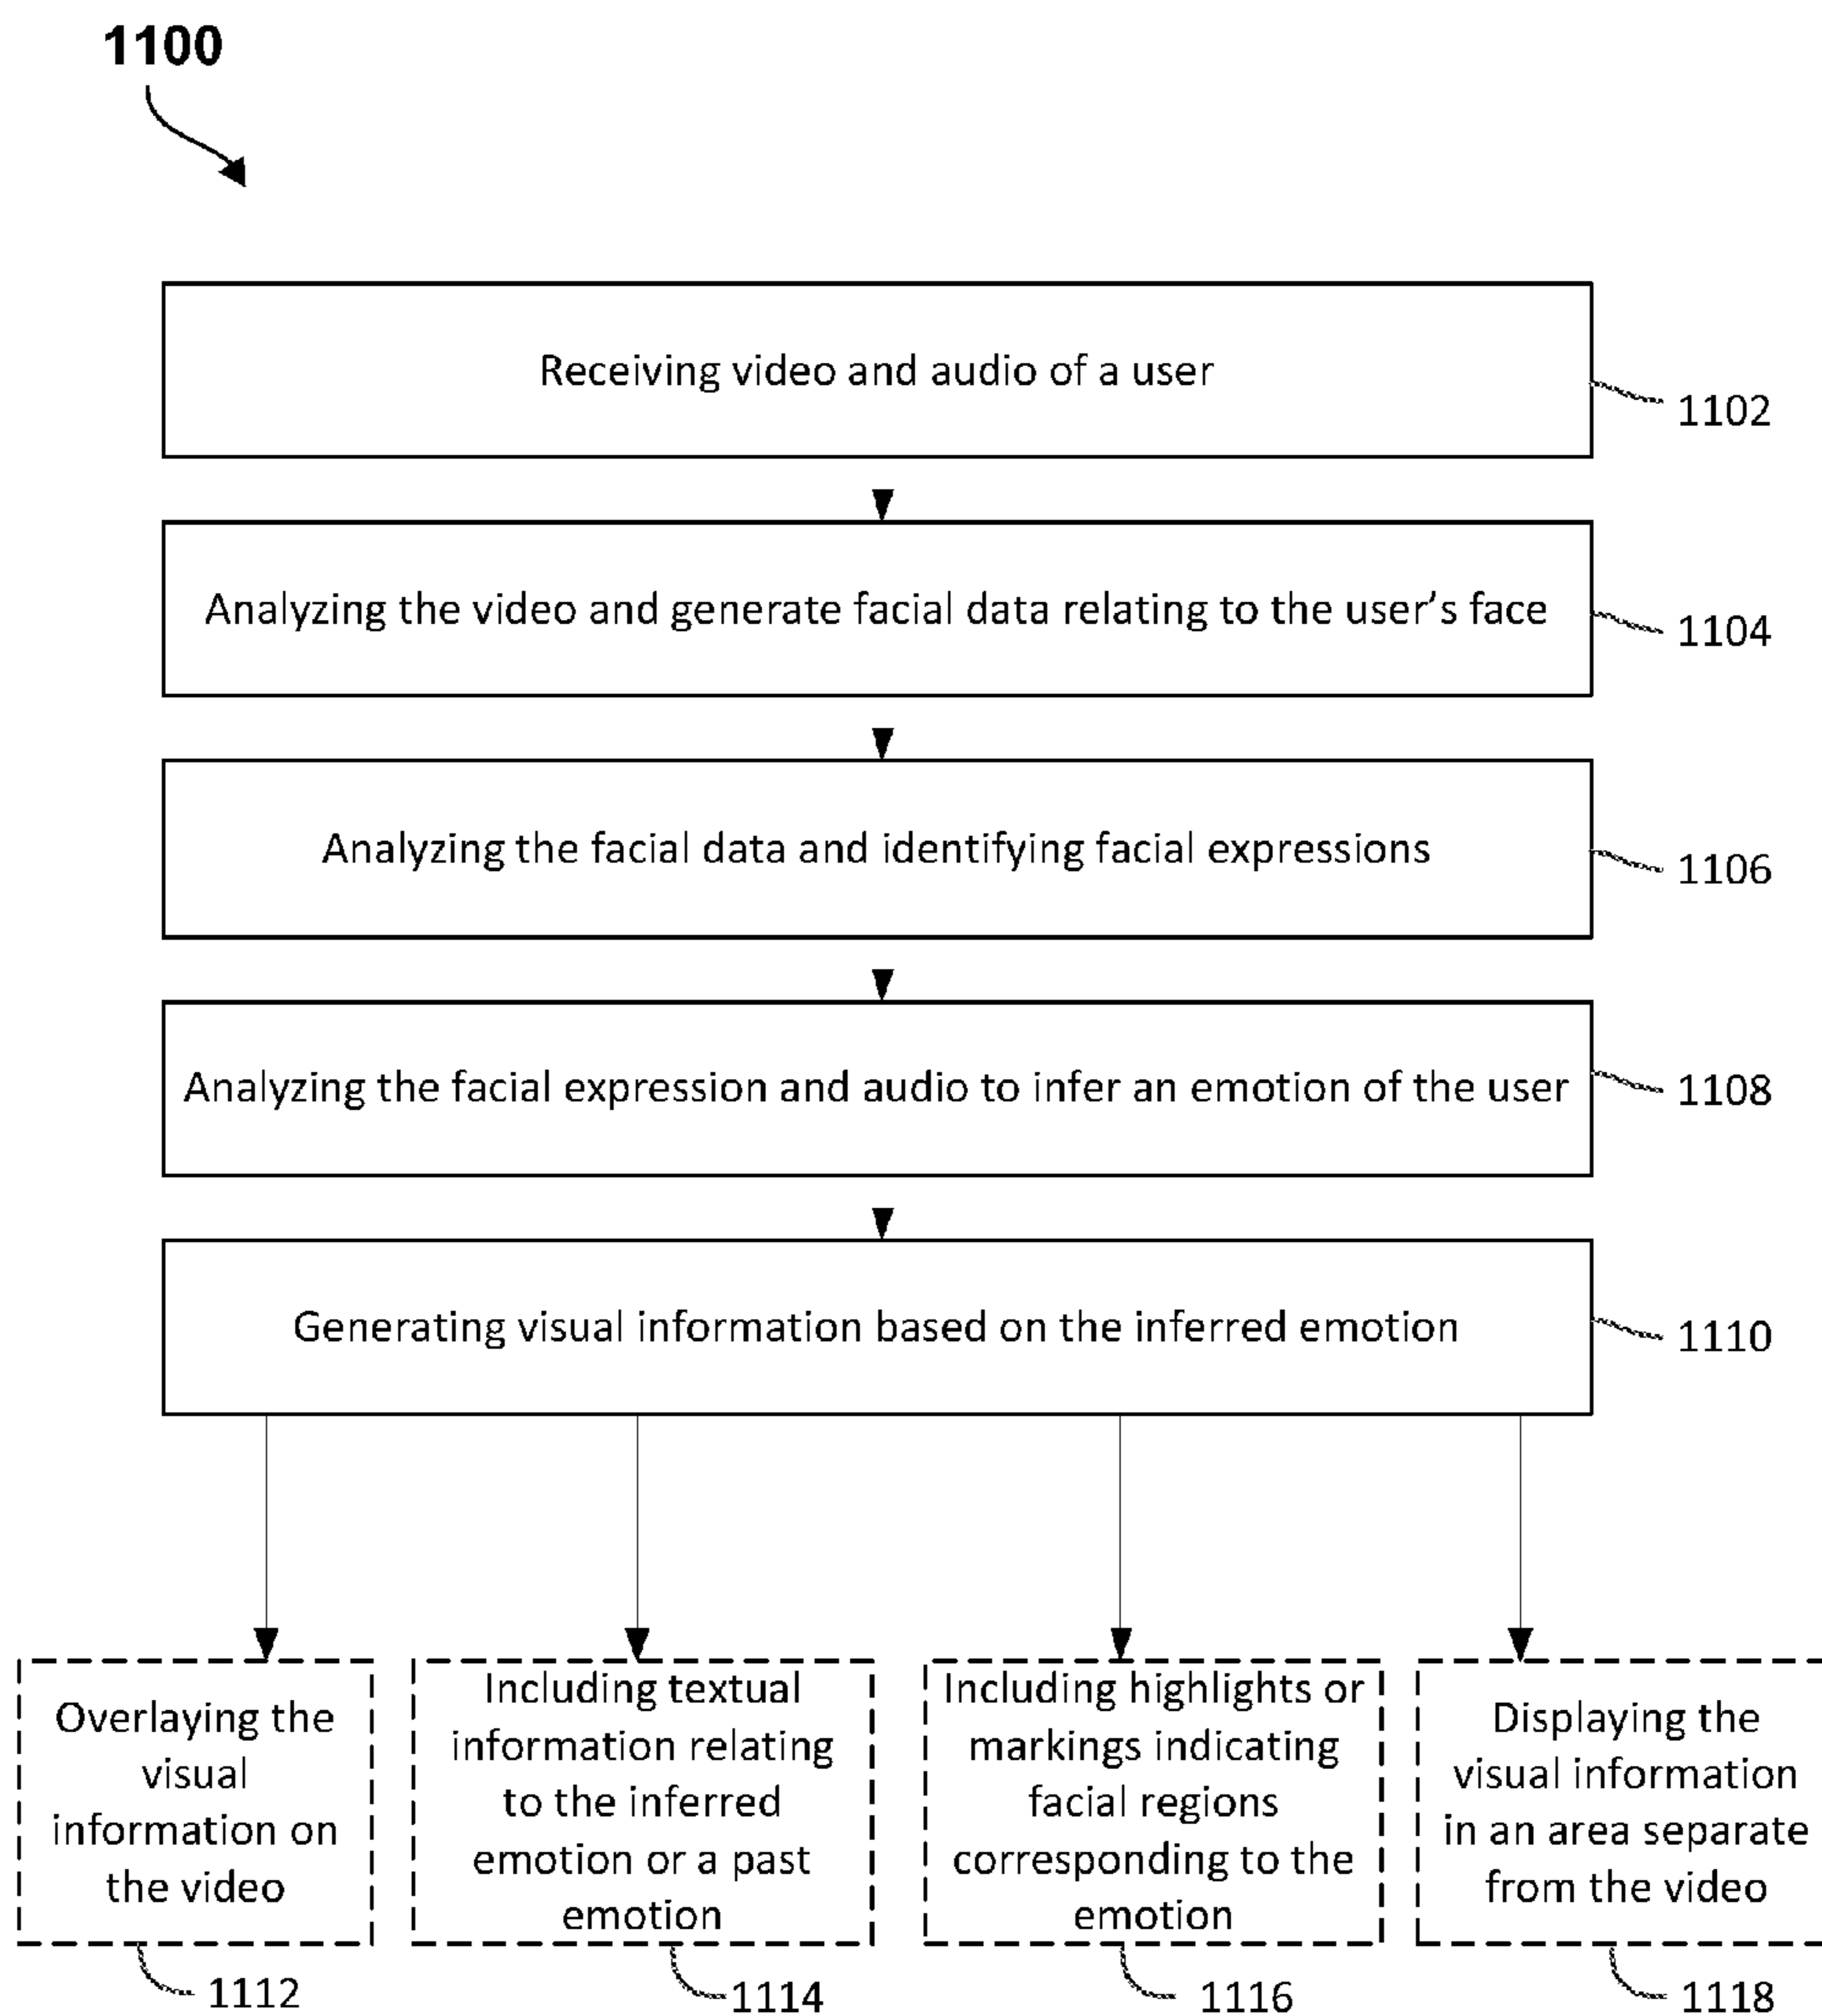 1100
Receiving video and audio of a user
1102
Analyzing the video and generate facial data relating to the user's face
1104
Analyzing the facial data and identifying facial expressions
1106
Analyzing the facial expression and audio to infer an emotion of the user
1108
Generating visual information based on the inferred emotion
1110
Overlaying the
visual
information on
the video
1112
Including textual
information relating
to the inferred
emotion or a past
emotion
1114
Including highlights or
markings indicating
facial regions
corresponding to the
emotion
1116
Displaying the
visual information
in an area separate
from the video
1118